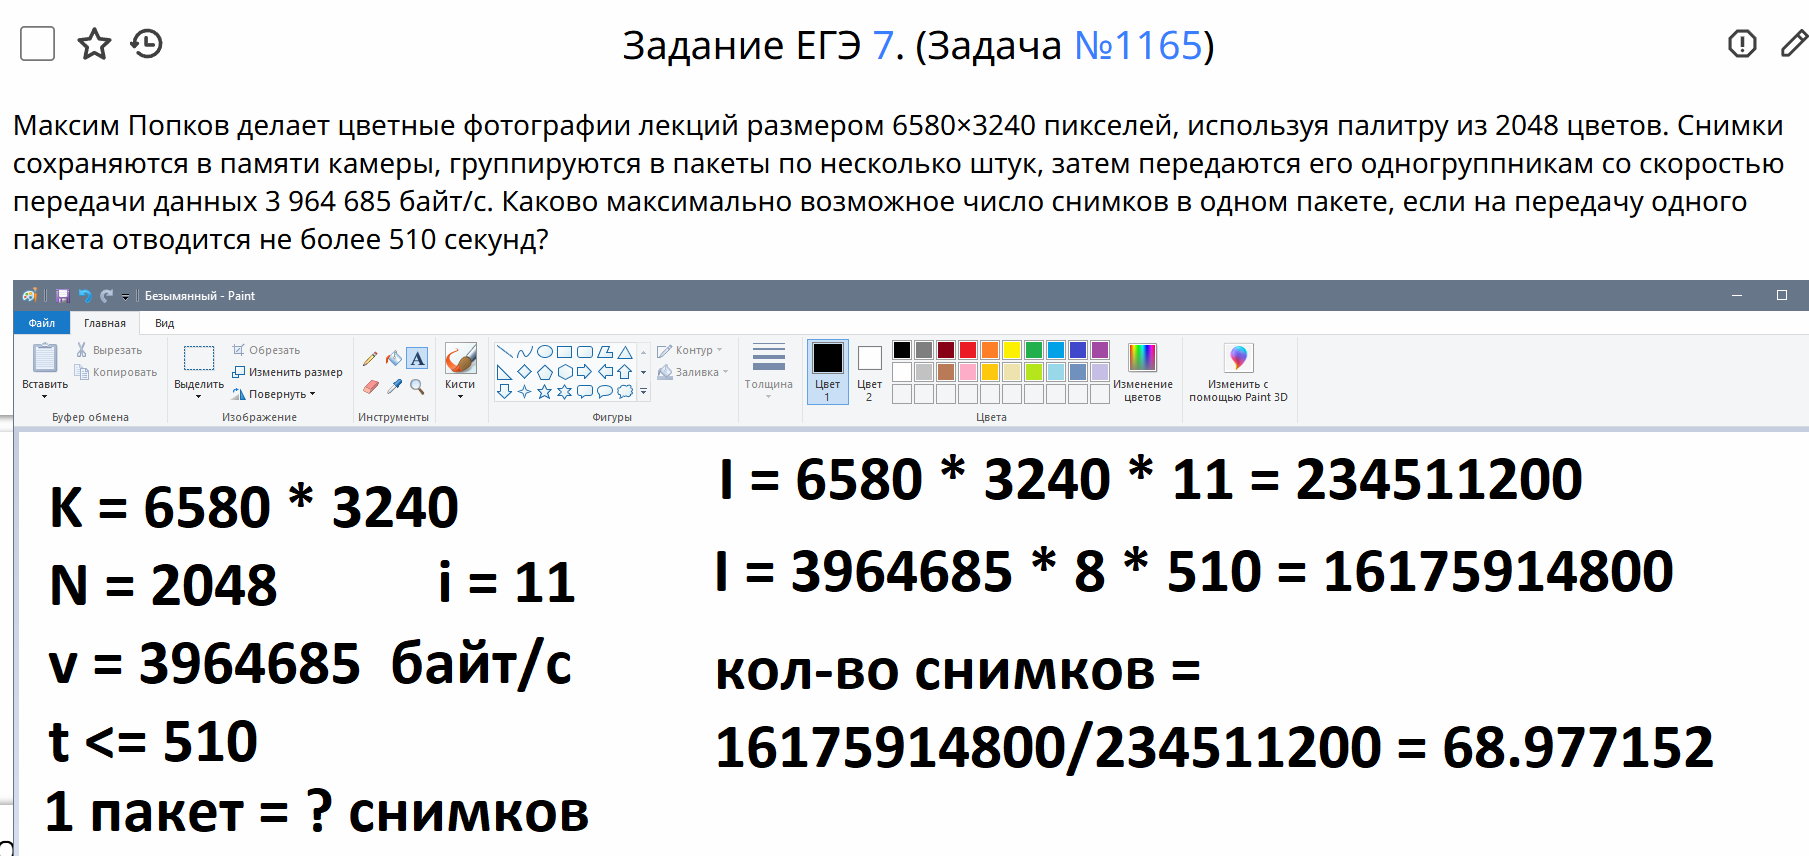 Задание ЕГЭ 7. (Задача №1165)
Максим Попков делает цветные фотографии лекций размером 6580×3240 пикселей, используя палитру из 2048 цветов. Снимки
сохраняются в памяти камеры, группируются в пакеты по несколько штук, затем передаются его одногруппникам со скоростью
передачи данных 3 964 685 байт/с. Каково максимально возможное число снимков в одном пакете, если на передачу одного
пакета отводится не более 510 секунд?
Безымянный - Paint
Файл Главная Вид
Вставить
Вырезать
Копировать
Буфер обмена
Выделить
Обрезать
Изменить размер
Повернуть
Изображение
A
Инструменты
Кисти
Фигуры
Контур
Заливка
Толщина
Цвет
1
Цвет
2
Цвета
Изменение
цветов
Изменить с
помощью Paint 3D
K = 6580 * 3240
N = 2048 i = 11
v = 3964685 байт/с
t <= 510
1 пакет = ? снимков
I = 6580 * 3240 * 11 = 234511200
I = 3964685 * 8 * 510 = 16175914800
кол-во снимков =
16175914800/234511200 = 68.977152